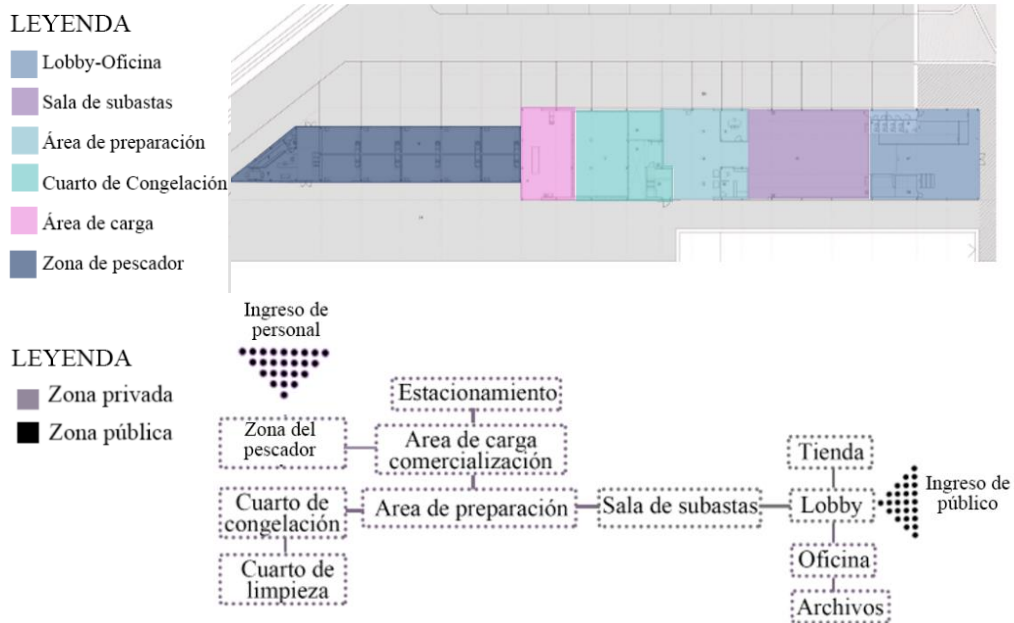 LEYENDA
Lobby-Oficina
Sala de subastas
Área de preparación
Cuarto de Congelación
Área de carga
Zona de pescador
Ingreso de
personal
LEYENDA
Zona privada
Zona pública
Estacionamiento
Zona del
pescador
Area de carga
comercialización
Tienda
Cuarto de
congelación
Area de preparación
Sala de subastas
Lobby
Ingreso de
público
Cuarto de
limpieza
Oficina
Archivos